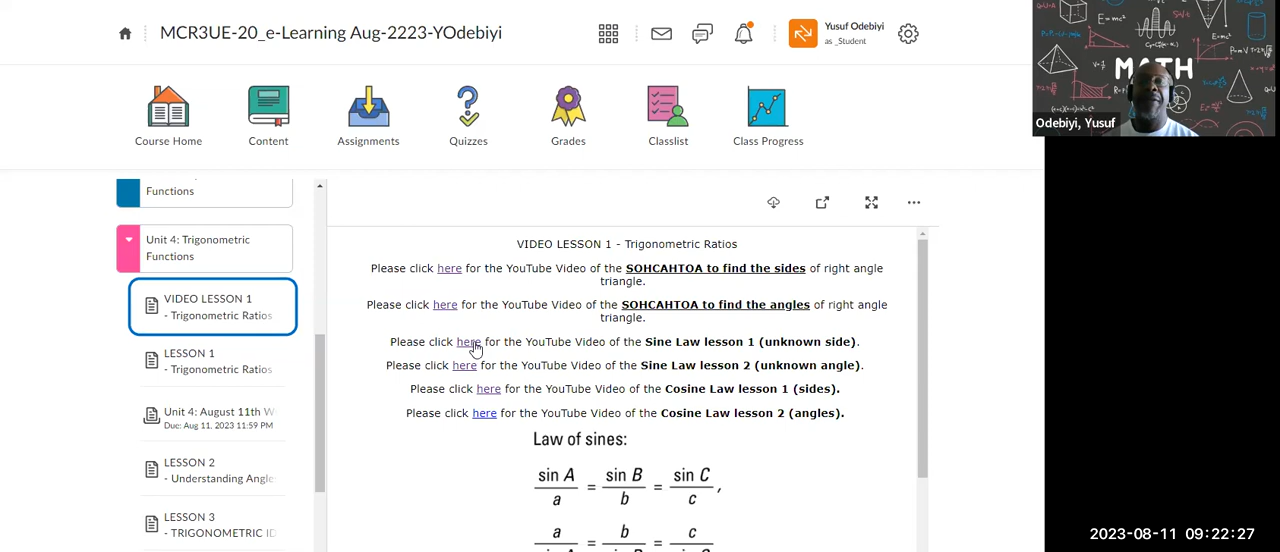 MCR3UE-20_e-Learning Aug-2223-YOdebiyi
Yusuf Odebiyi
as _Student
Course Home
Content
Assignments
Quizzes
Grades
Classlist
Class Progress
MATH
E=mc²
Odebiyi, Yusuf
Functions
Unit 4: Trigonometric
Functions
VIDEO LESSON 1
- Trigonometric Ratios
LESSON 1
- Trigonometric Ratios
Unit 4: August 11th W
Due: Aug 11, 2023 11:59 PM
LESSON 2
- Understanding Angle
LESSON 3
- TRIGONOMETRIC ID
VIDEO LESSON 1 - Trigonometric Ratios
Please click here for the YouTube Video of the SOHCAHTOA to find the sides of right angle
triangle.
Please click here for the YouTube Video of the SOHCAHTOA to find the angles of right angle
triangle.
Please click here for the YouTube Video of the Sine Law lesson 1 (unknown side).
Please click here for the YouTube Video of the Sine Law lesson 2 (unknown angle).
Please click here for the YouTube Video of the Cosine Law lesson 1 (sides).
Please click here for the YouTube Video of the Cosine Law lesson 2 (angles).
Law of sines:
sin A / a = sin B / b = sin C / c ,
a b c
2023-08-11 09:22:27